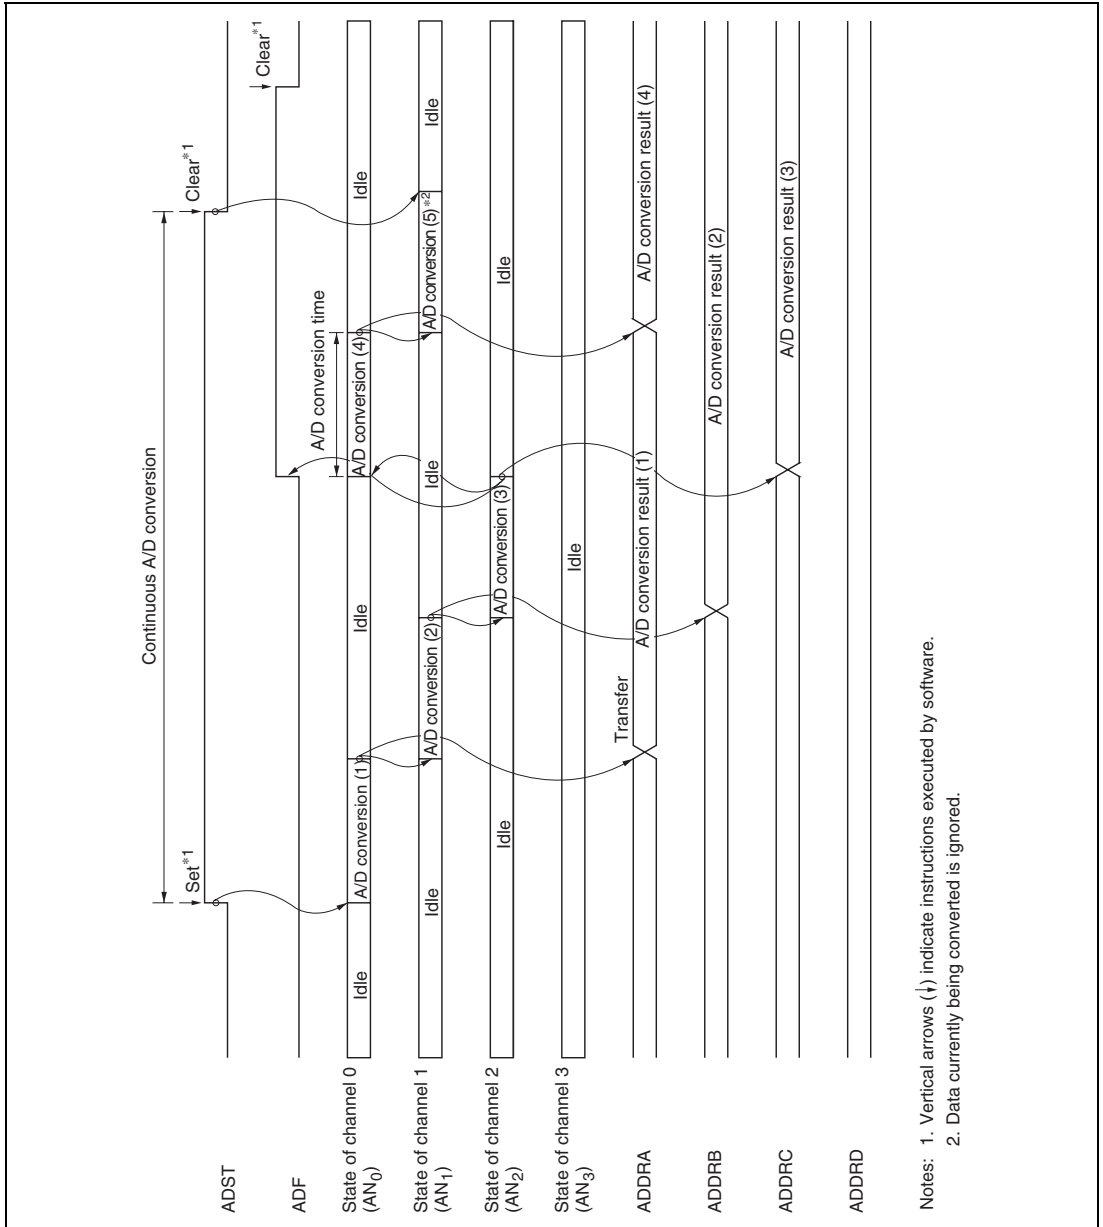 Continuous A/D conversion
Set*1
Clear*1
ADST
Clear*1
ADF
A/D conversion time
State of channel 0
(AN0)
Idle
A/D conversion (1)
Idle
A/D conversion (4)
Idle
State of channel 1
(AN1)
Idle
A/D conversion (2)
Idle
A/D conversion (5)*2
Idle
State of channel 2
(AN2)
Idle
A/D conversion (3)
Idle
State of channel 3
(AN3)
Idle
Transfer
ADDRA
A/D conversion result (1)
A/D conversion result (4)
ADDRB
A/D conversion result (2)
ADDRC
A/D conversion result (3)
ADDRD
Notes: 1. Vertical arrows (↓) indicate instructions executed by software.
2. Data currently being converted is ignored.